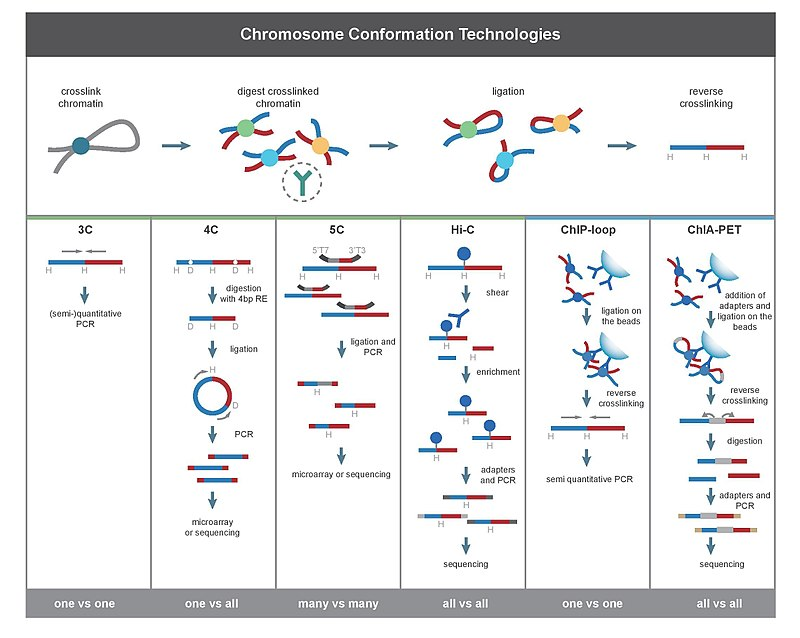 Chromosome Conformation Technologies
crosslink
chromatin
digest crosslinked
chromatin
ligation
reverse
crosslinking
H H H
3C
H H H
(semi-)quantitative
PCR
one vs one
4C
H H H
D D
digestion
with 4bp RE
D H D
ligation
H
D
PCR
microarray
or sequencing
one vs all
5C
5'T7 3'T3
H H H
H
H
ligation and
PCR
H
H
H
microarray or sequencing
many vs many
Hi-C
H H H
shear
H
enrichment
H
H
H
adapters
and PCR
H
H H
sequencing
all vs all
ChIP-loop
ligation on
the beads
reverse
crosslinking
H H H
semi quantitative PCR
one vs one
ChIA-PET
addition of
adapters and
ligation on the
beads
reverse
crosslinking
digestion
adapters and
PCR
sequencing
all vs all